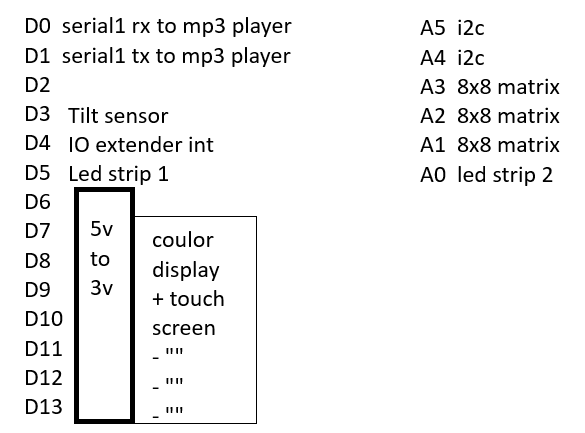 D0 serial1 rx to mp3 player
D1 serial1 tx to mp3 player
D2
D3 Tilt sensor
D4 IO extender int
D5 Led strip 1
D6
D7
D8
D9
D10
D11
D12
D13
5v
to
3v
coulor
display
+ touch
screen
- ""
- ""
- ""
A5 i2c
A4 i2c
A3 8x8 matrix
A2 8x8 matrix
A1 8x8 matrix
A0 led strip 2